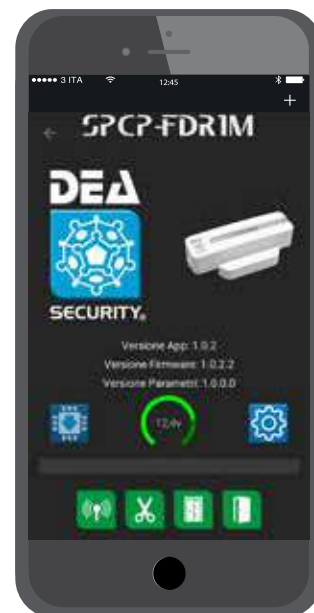 3 ITA 12:45
+
SPCP-FDR1M
DEA
SECURITY®
Versione App: 1.0.2
Versione Firmware: 1.0.2.2
Versione Parametri: 1.0.0.0
12,4v